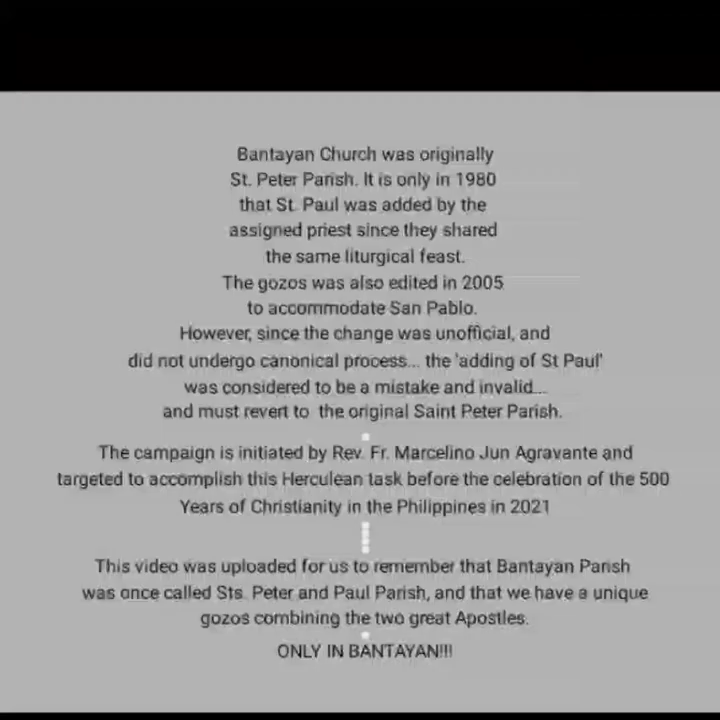 Bantayan Church was originally
St. Peter Parish. It is only in 1980
that St. Paul was added by the
assigned priest since they shared
the same liturgical feast.
The gozos was also edited in 2005
to accommodate San Pablo.
However, since the change was unofficial, and
did not undergo canonical process... the 'adding of St Paul'
was considered to be a mistake and invalid...
and must revert to the original Saint Peter Parish.
The campaign is initiated by Rev. Fr. Marcelino Jun Agravante and
targeted to accomplish this Herculean task before the celebration of the 500
Years of Christianity in the Philippines in 2021
This video was uploaded for us to remember that Bantayan Parish
was once called Sts. Peter and Paul Parish, and that we have a unique
gozos combining the two great Apostles.
ONLY IN BANTAYAN!!!